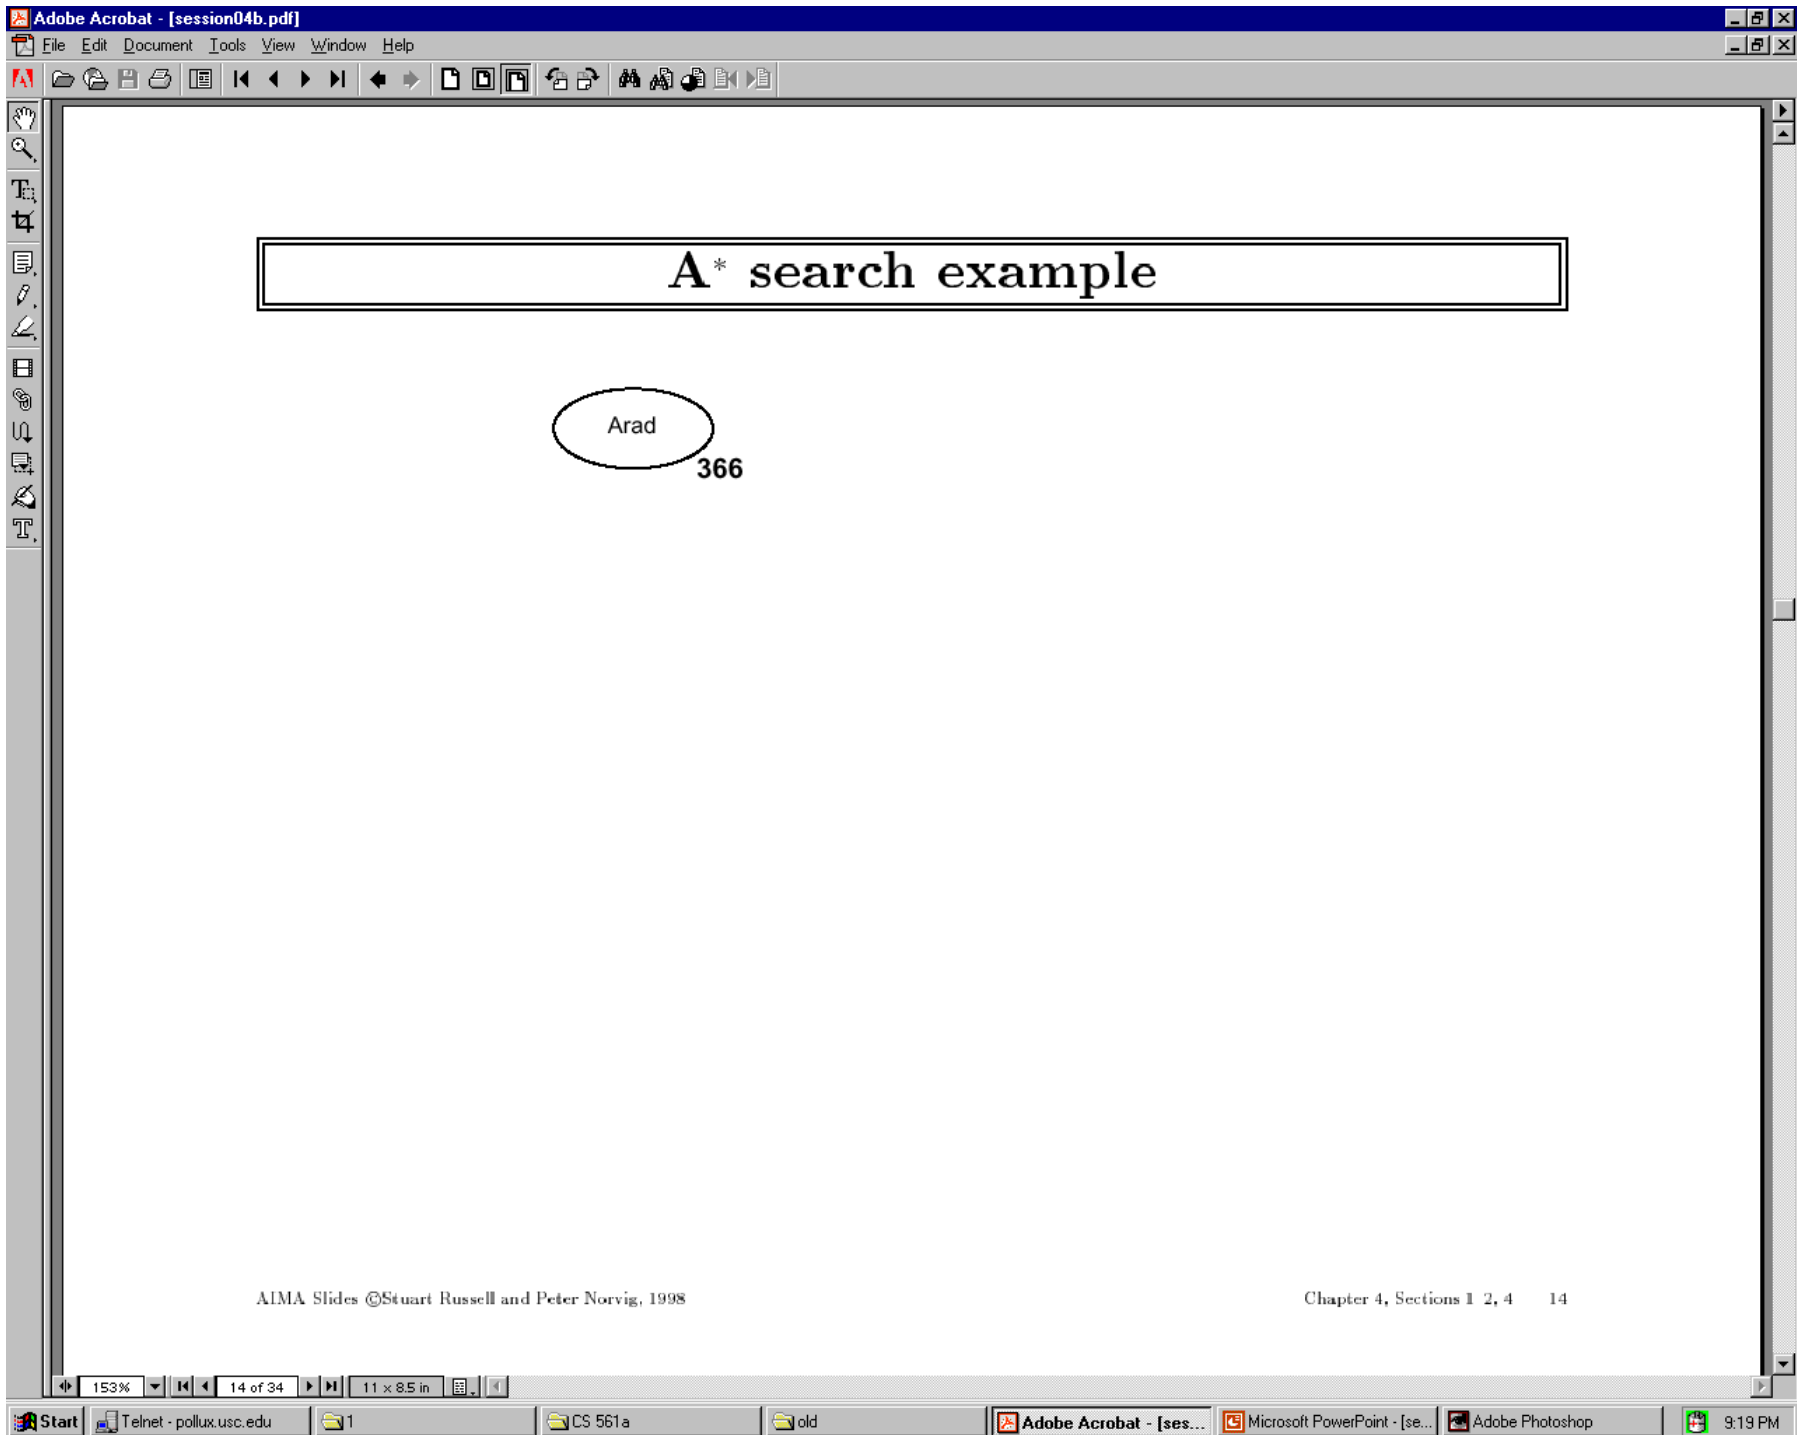 Adobe Acrobat - [session04b.pdf]
File Edit Document Tools View Window Help
A* search example
Arad
366
AIMA Slides ©Stuart Russell and Peter Norvig, 1998
Chapter 4, Sections 1 2, 4 14
153% 14 of 34 11 x 8.5 in
Start Telnet - pollux.usc.edu 1 CS 561a old Adobe Acrobat - [ses... Microsoft PowerPoint - [se... Adobe Photoshop 9:19 PM